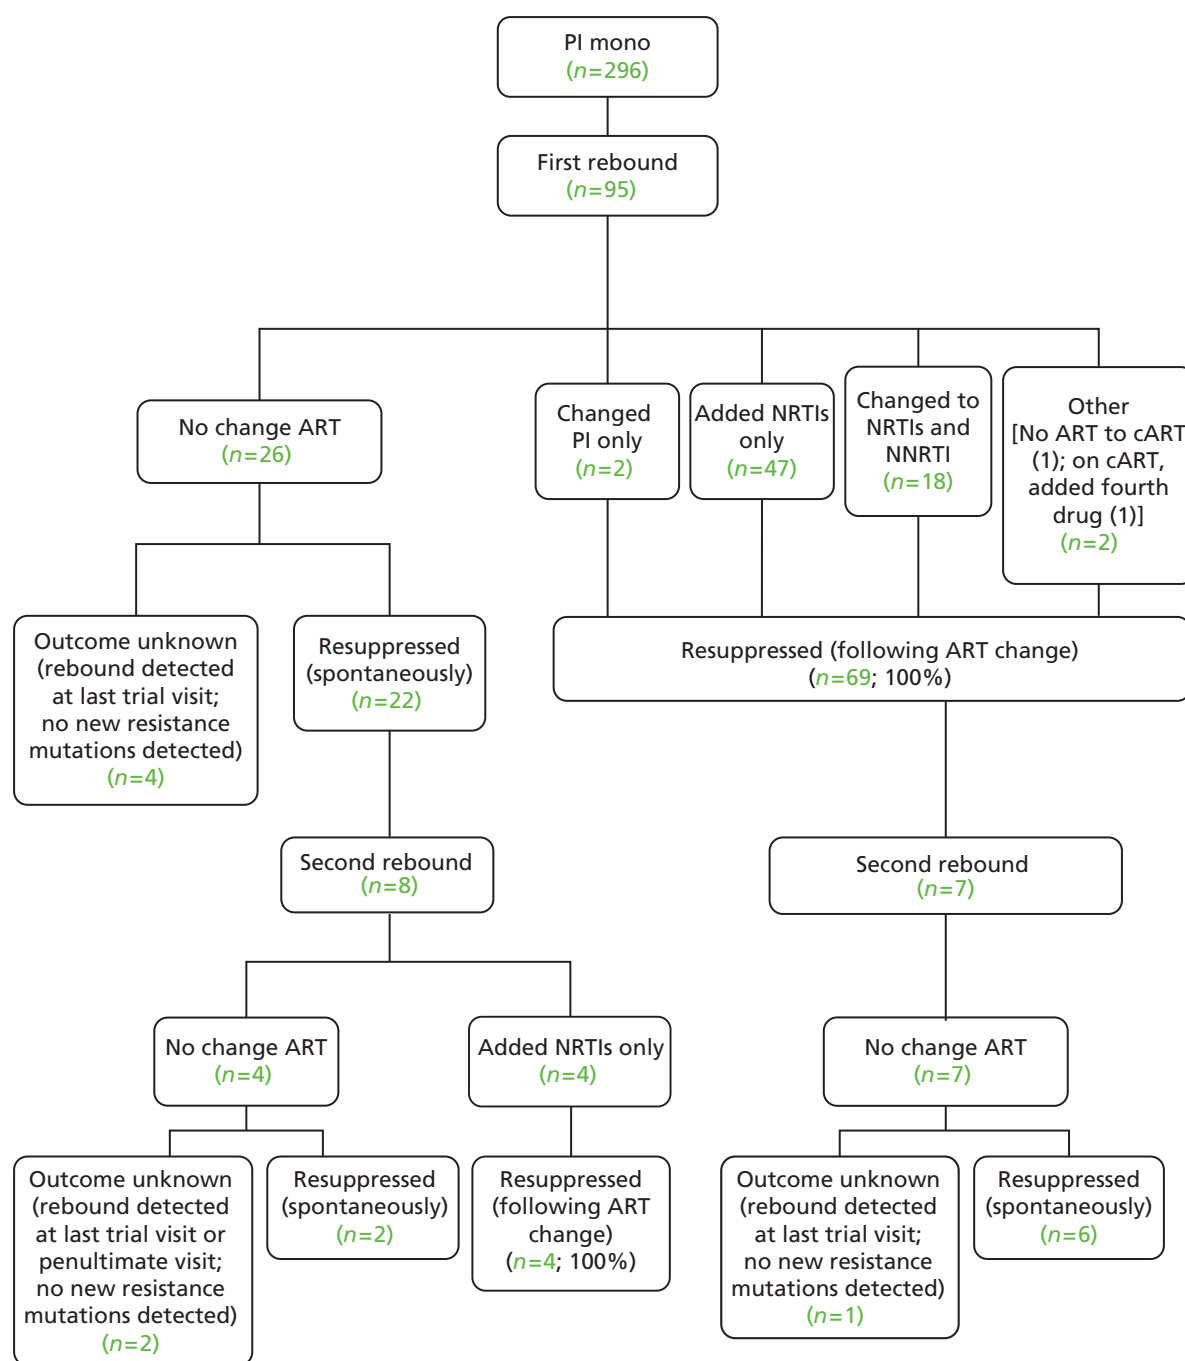 PI mono
(n=296)
First rebound
(n=95)
No change ART
(n=26)
Changed
PI only
(n=2)
Added NRTIs
only
(n=47)
Changed to
NRTIs and
NNRTI
(n=18)
Other
[No ART to cART
(1); on cART,
added fourth
drug (1)]
(n=2)
Outcome unknown
(rebound detected
at last trial visit;
no new resistance
mutations detected)
(n=4)
Resuppressed
(spontaneously)
(n=22)
Resuppressed (following ART change)
(n=69; 100%)
Second rebound
(n=8)
Second rebound
(n=7)
No change ART
(n=4)
Added NRTIs only
(n=4)
No change ART
(n=7)
Outcome unknown
(rebound detected
at last trial visit or
penultimate visit;
no new resistance
mutations detected)
(n=2)
Resuppressed
(spontaneously)
(n=2)
Resuppressed
(following ART
change)
(n=4; 100%)
Outcome unknown
(rebound detected
at last trial visit;
no new resistance
mutations detected)
(n=1)
Resuppressed
(spontaneously)
(n=6)